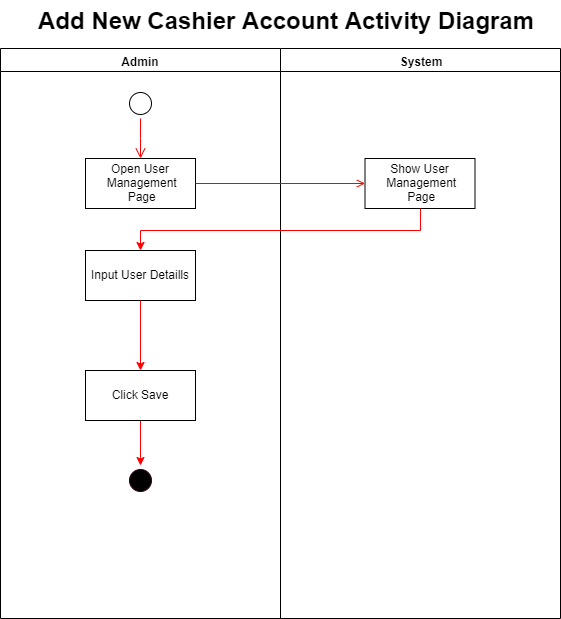 Add New Cashier Account Activity Diagram
Admin
System
Open User
Management
Page
Show User
Management
Page
Input User Detaills
Click Save